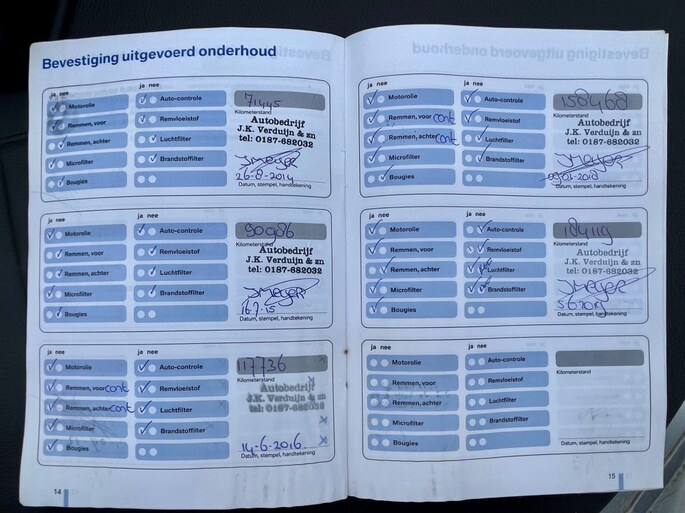 Bevestiging uitgevoerd onderhoud
ja nee ja nee
Motorolie Auto-controle 71445
Remmen, voor Remvloeistof Kilometerstand
Autobedrijf
J.K. Verduijn & zn
tel: 0187-682032
Remmen, achter Luchtfilter
Microfilter Brandstoffilter JMeyer
Bougies 26-8-2014
Datum, stempel, handtekening
ja nee ja nee
Motorolie Auto-controle 90986
Remmen, voor Remvloeistof Kilometerstand
Autobedrijf
J.K. Verduijn & zn
tel: 0187-682032
Remmen, achter Luchtfilter
Microfilter Brandstoffilter JMeyer
Bougies 16.7.15
Datum, stempel, handtekening
ja nee ja nee
Motorolie Auto-controle 117736
Remmen, voor cont Remvloeistof Kilometerstand
Autobedrijf
J.K. Verduijn & zn
tel: 0187-682032
Remmen, achter cont Luchtfilter
Microfilter Brandstoffilter
Bougies 14-6-2016
Datum, stempel, handtekening
14
ja nee ja nee
Motorolie Auto-controle 158468
Remmen, voor cont Remvloeistof Kilometerstand
Autobedrijf
J.K. Verduijn & zn
tel: 0187-682032
Remmen, achter cont Luchtfilter
Microfilter Brandstoffilter JMeyer
Bougies
Datum, stempel, handtekening
ja nee ja nee
Motorolie Auto-controle 184119
Remmen, voor Remvloeistof Kilometerstand
Autobedrijf
J.K. Verduijn & zn
tel: 0187-682032
Remmen, achter Luchtfilter
Microfilter Brandstoffilter JMeyer
Bougies
Datum, stempel, handtekening
ja nee ja nee
Motorolie Auto-controle
Remmen, voor Remvloeistof Kilometerstand
Remmen, achter Luchtfilter
Microfilter Brandstoffilter
Bougies
Datum, stempel, handtekening
15